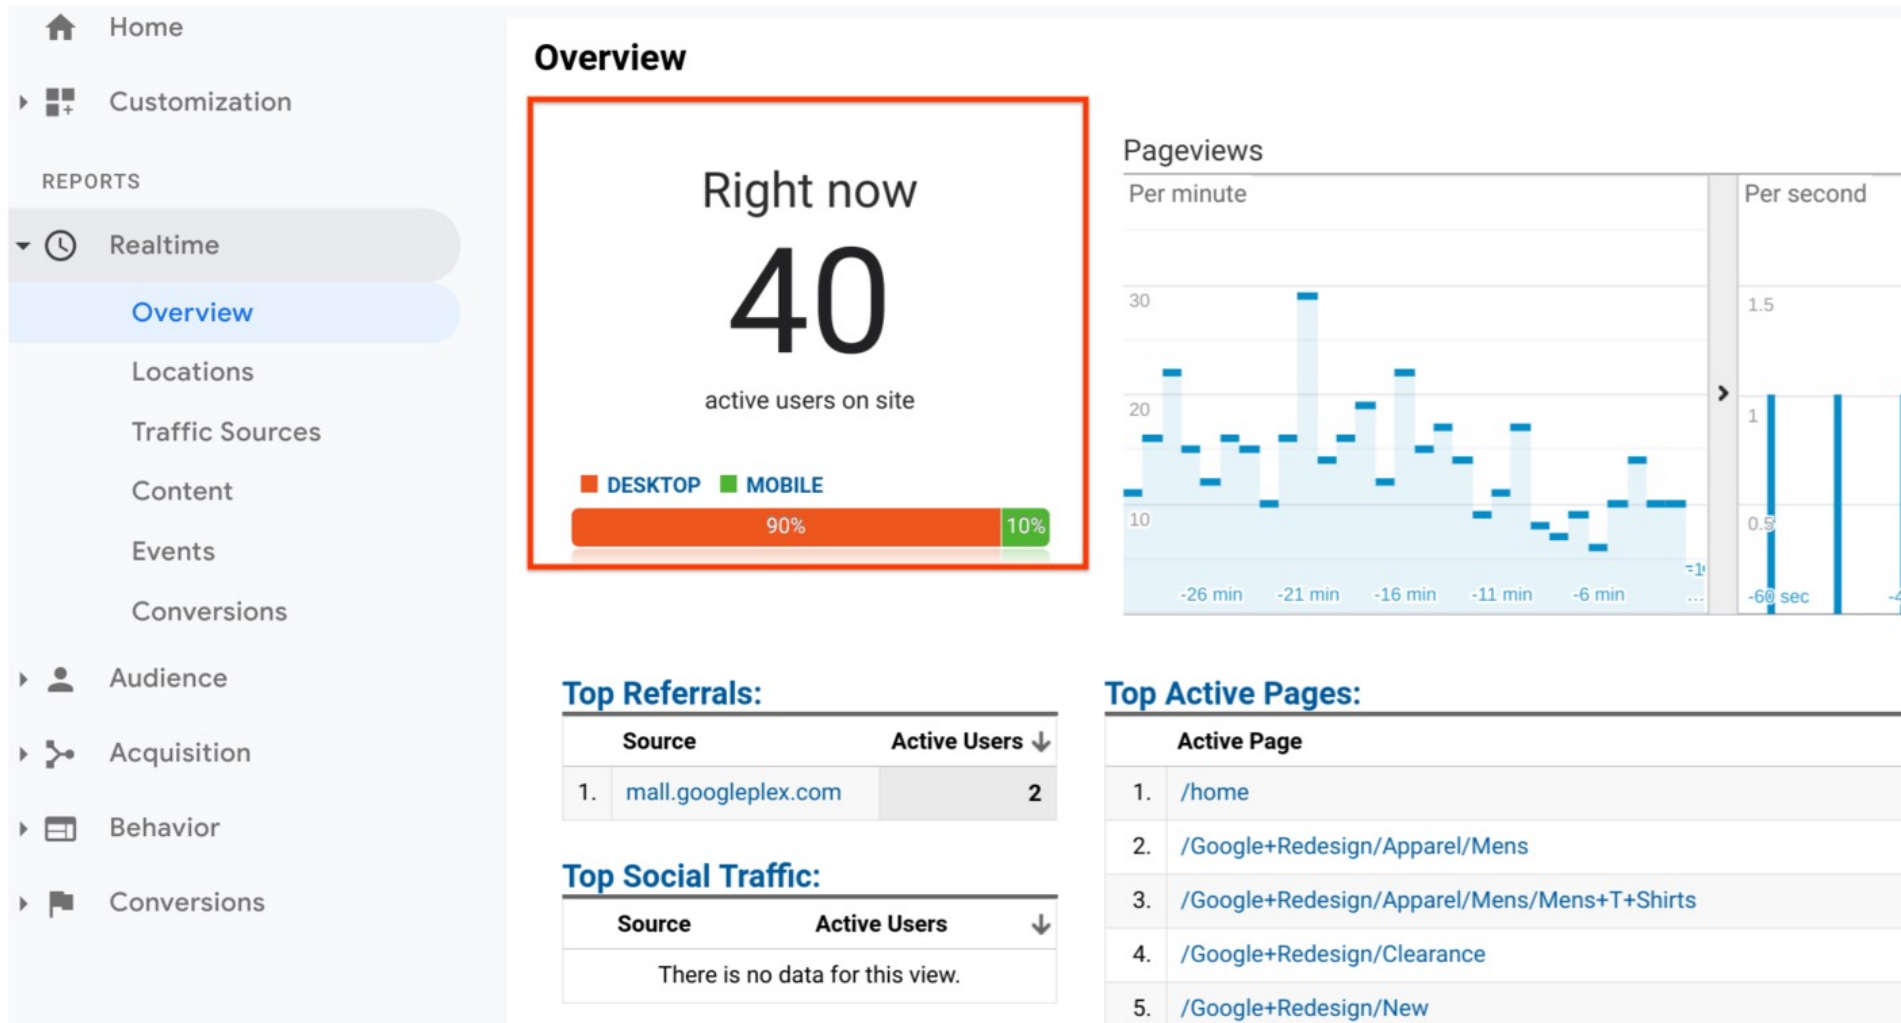 Home
Customization
REPORTS
Realtime
Overview
Locations
Traffic Sources
Content
Events
Conversions
Audience
Acquisition
Behavior
Conversions
Overview
Right now
40
active users on site
DESKTOP MOBILE
90% 10%
Pageviews
Per minute
30
20
10
-26 min -21 min -16 min -11 min -6 min ...
Per second
1.5
1
0.5
-60 sec
Top Referrals:
Source Active Users
1. mall.googleplex.com 2
Top Social Traffic:
Source Active Users
There is no data for this view.
Top Active Pages:
Active Page
1. /home
2. /Google+Redesign/Apparel/Mens
3. /Google+Redesign/Apparel/Mens/Mens+T+Shirts
4. /Google+Redesign/Clearance
5. /Google+Redesign/New